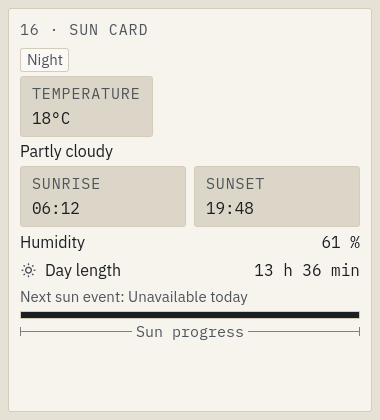 16 · SUN CARD
Night
TEMPERATURE
18°C
Partly cloudy
SUNRISE
06:12
SUNSET
19:48
Humidity 61 %
Day length 13 h 36 min
Next sun event: Unavailable today
Sun progress